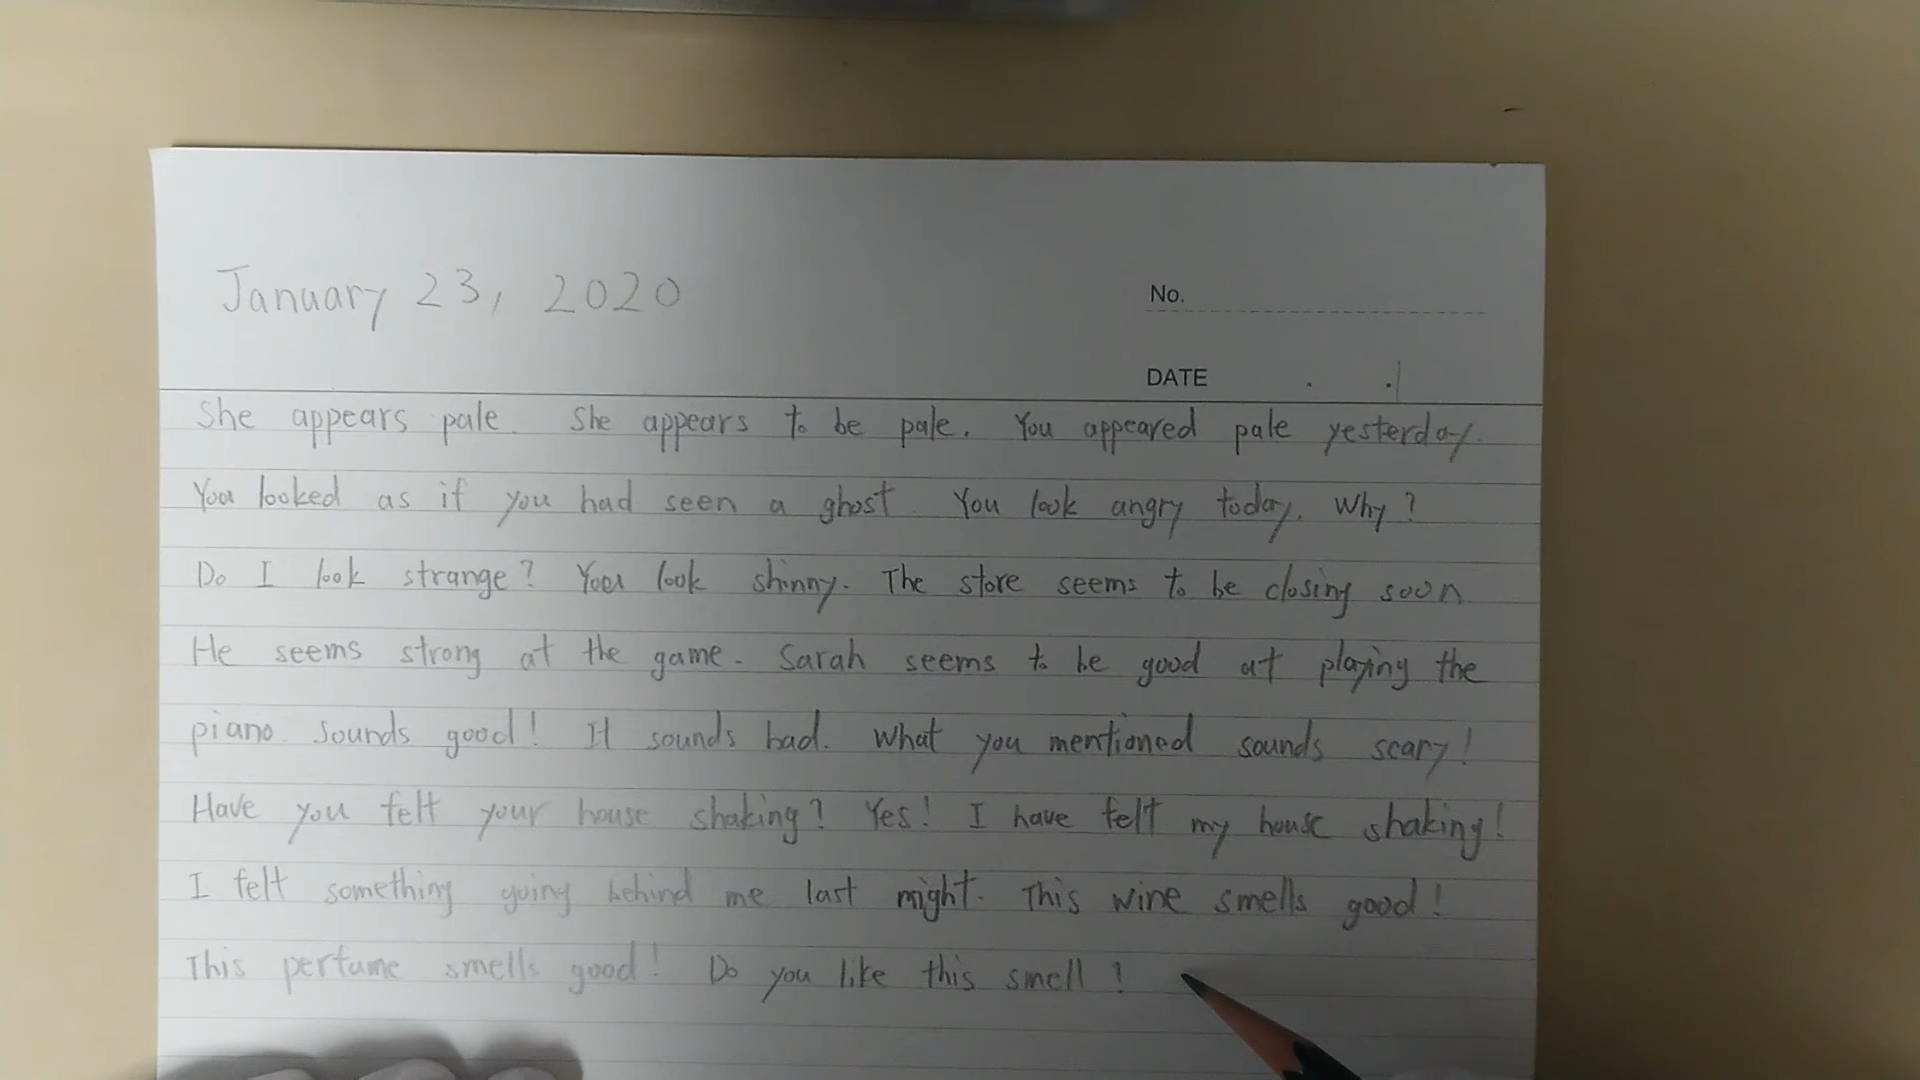 January 23, 2020
No.
DATE . .
She appears pale. She appears to be pale. You appeared pale yesterday.
You looked as if you had seen a ghost. You look angry today. Why?
Do I look strange? You look shinny. The store seems to be closing soon
He seems strong at the game. Sarah seems to be good at playing the
piano. Sounds good! It sounds bad. What you mentioned sounds scary!
Have you felt your house shaking? Yes! I have felt my house shaking!
I felt something going behind me last might. This wine smells good!
This perfume smells good! Do you like this smell ?